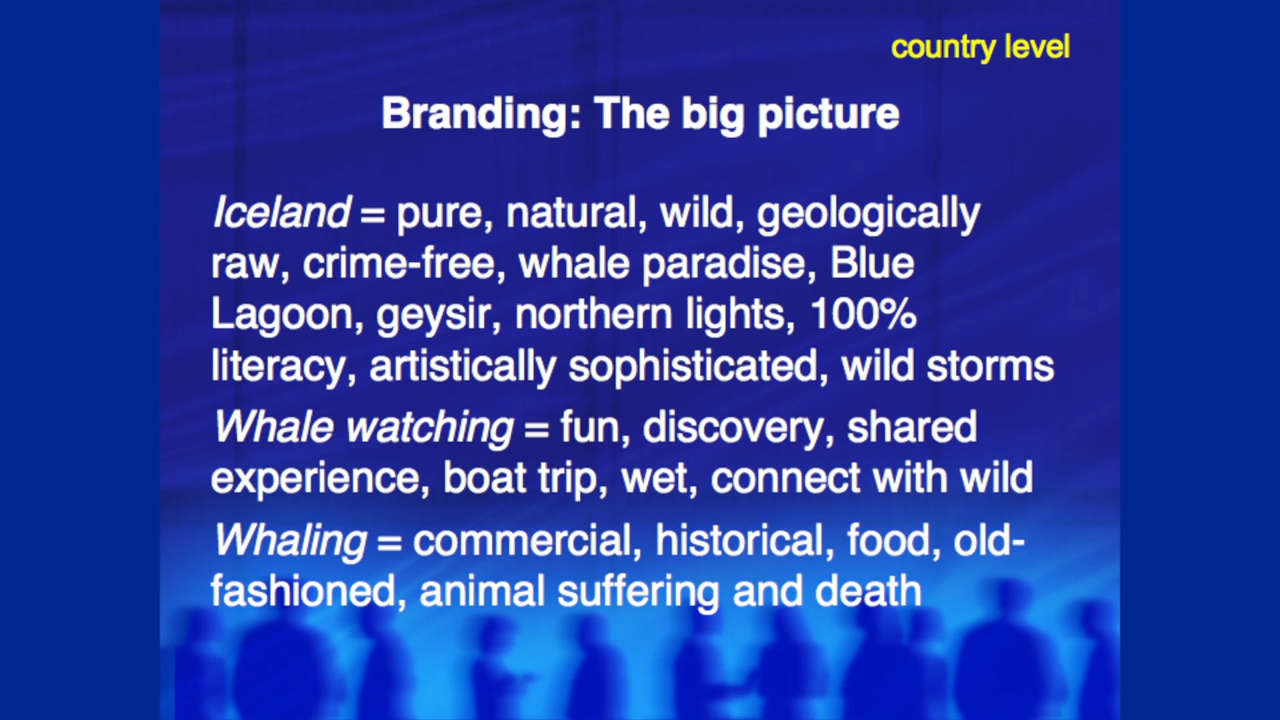 country level
Branding: The big picture
Iceland = pure, natural, wild, geologically
raw, crime-free, whale paradise, Blue
Lagoon, geysir, northern lights, 100%
literacy, artistically sophisticated, wild storms
Whale watching = fun, discovery, shared
experience, boat trip, wet, connect with wild
Whaling = commercial, historical, food, old-
fashioned, animal suffering and death